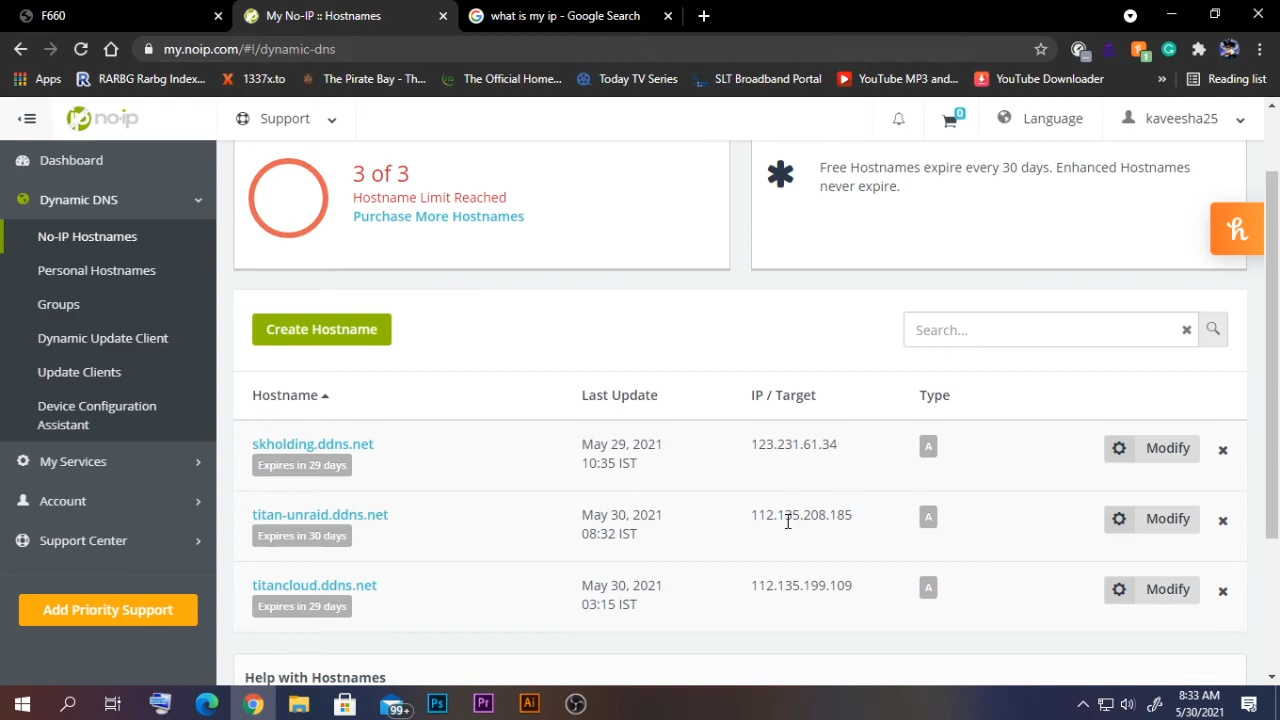 F660
My No-IP :: Hostnames
what is my ip - Google Search
my.noip.com/#!/dynamic-dns
Apps
RARBG Rarbg Index...
1337x.to
The Pirate Bay - Th...
The Official Home...
Today TV Series
SLT Broadband Portal
YouTube MP3 and...
YouTube Downloader
»
Reading list
no-ip
Support
0
Language
kaveesha25
Dashboard
Dynamic DNS
No-IP Hostnames
Personal Hostnames
Groups
Dynamic Update Client
Update Clients
Device Configuration
Assistant
My Services
Account
Support Center
Add Priority Support
3 of 3
Hostname Limit Reached
Purchase More Hostnames
Free Hostnames expire every 30 days. Enhanced Hostnames
never expire.
Create Hostname
Search...
Hostname
Last Update
IP / Target
Type
skholding.ddns.net
Expires in 29 days
May 29, 2021
10:35 IST
123.231.61.34
A
Modify
titan-unraid.ddns.net
Expires in 30 days
May 30, 2021
08:32 IST
112.135.208.185
A
Modify
titancloud.ddns.net
Expires in 29 days
May 30, 2021
03:15 IST
112.135.199.109
A
Modify
Help with Hostnames
99+
Ps
Pr
Ai
8:33 AM
5/30/2021